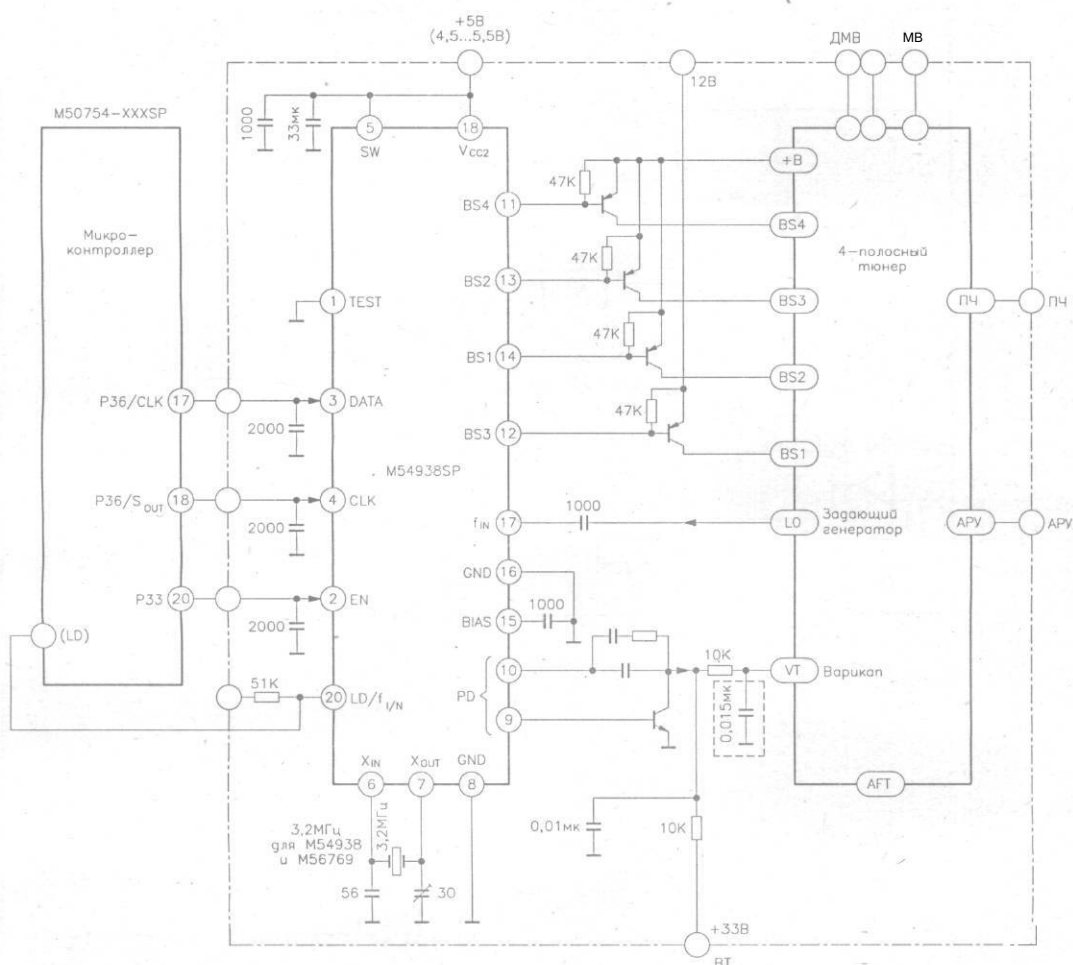 +5В
(4,5...5,5В)
ДМВ
МВ
12В
M50754-XXXSP
1000
33мк
5
18
SW
VCC2
+B
47K
BS4
11
BS4
Микро-
контроллер
4-полосный
тюнер
47K
BS2
13
BS3
ПЧ
ПЧ
1
TEST
47K
BS1
14
BS2
P36/CLK
17
3
DATA
47K
2000
BS3
12
BS1
M54938SP
P36/SOUT
18
4
CLK
1000
fIN
17
LO
Задающий
генератор
АРУ
АРУ
2000
GND
16
P33
20
2
EN
1000
BIAS
15
2000
(LD)
10
10K
VT
Варикап
PD
51K
20
LD/fI/N
9
0,015мк
XIN
XOUT
GND
6
7
8
AFT
3,2МГц
для M54938
и M56769
3,2МГц
0,01мк
10K
56
30
+33В
BT